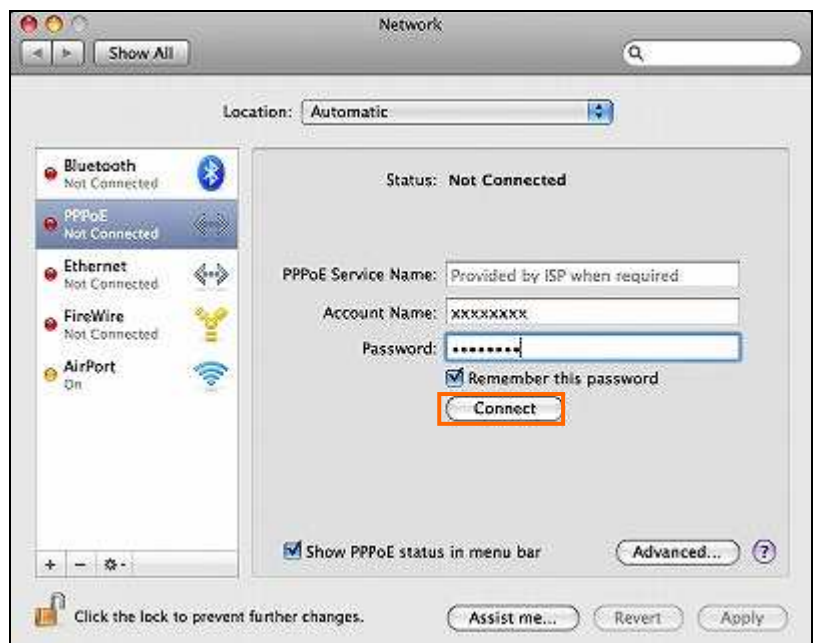 Network
Show All
Location: Automatic
Bluetooth
Not Connected
PPPoE
Not Connected
Ethernet
Not Connected
FireWire
Not Connected
AirPort
On
Status: Not Connected
PPPoE Service Name: Provided by ISP when required
Account Name: xxxxxxxx
Password: ••••••••
Remember this password
Connect
Show PPPoE status in menu bar
Advanced... ?
+ −
Click the lock to prevent further changes.
Assist me... Revert Apply